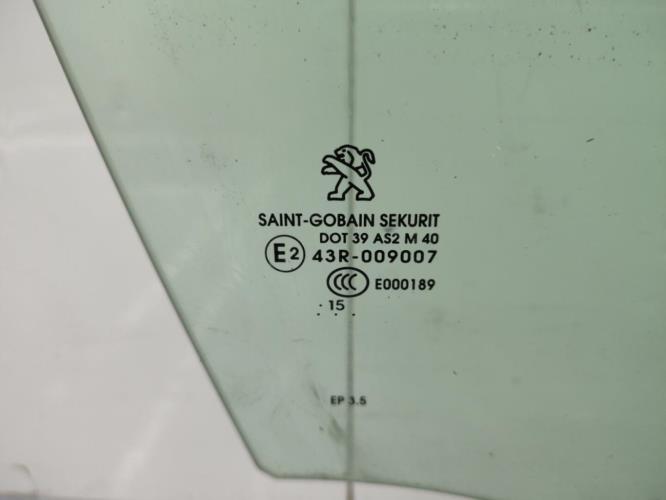 SAINT-GOBAIN SEKURIT
DOT 39 AS2 M 40
E2 43R-009007
CCC E000189
· 15 .
. . .
EP 3.5